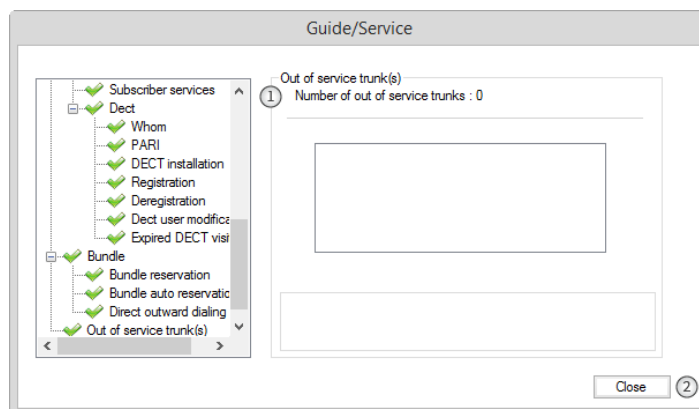 Guide/Service
Subscriber services
Dect
Whom
PARI
DECT installation
Registration
Deregistration
Dect user modifica
Expired DECT visi
Bundle
Bundle reservation
Bundle auto reservatio
Direct outward dialing
Out of service trunk(s)
Out of service trunk(s)
1 Number of out of service trunks : 0
Close 2